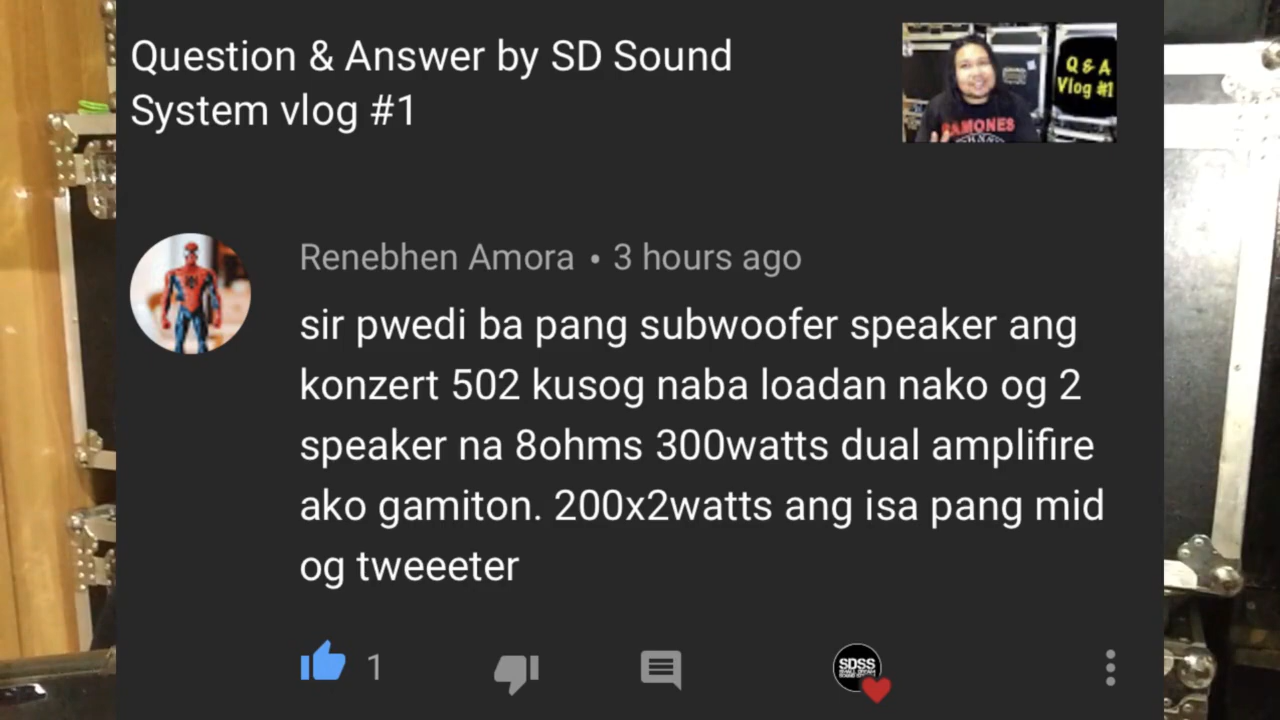 Question & Answer by SD Sound
System vlog #1
Q & A
Vlog #1
RAMONES
Renebhen Amora • 3 hours ago
sir pwedi ba pang subwoofer speaker ang
konzert 502 kusog naba loadan nako og 2
speaker na 8ohms 300watts dual amplifire
ako gamiton. 200x2watts ang isa pang mid
og tweeeter
1
SDSS